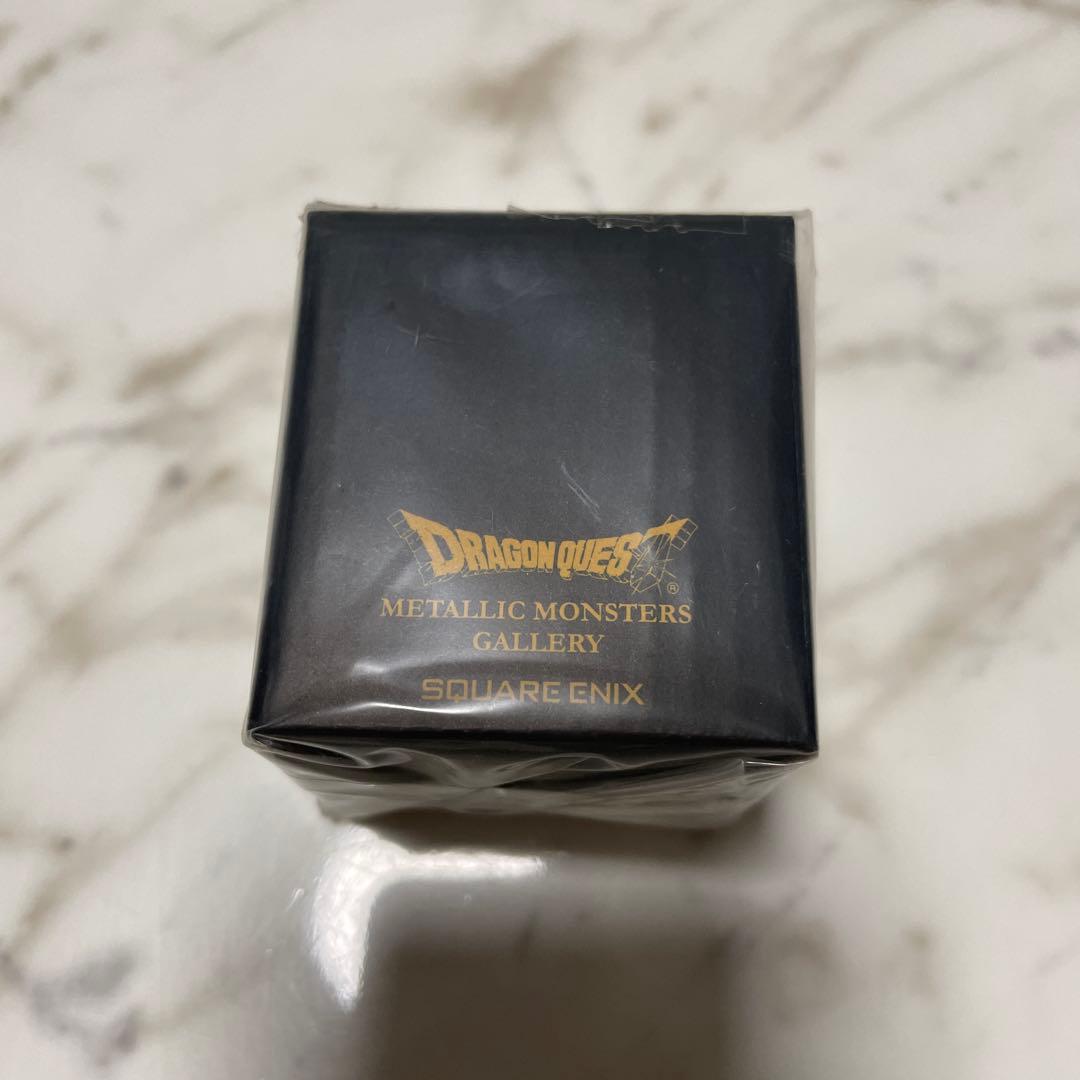 DRAGON QUEST
®
METALLIC MONSTERS
GALLERY
SQUARE ENIX